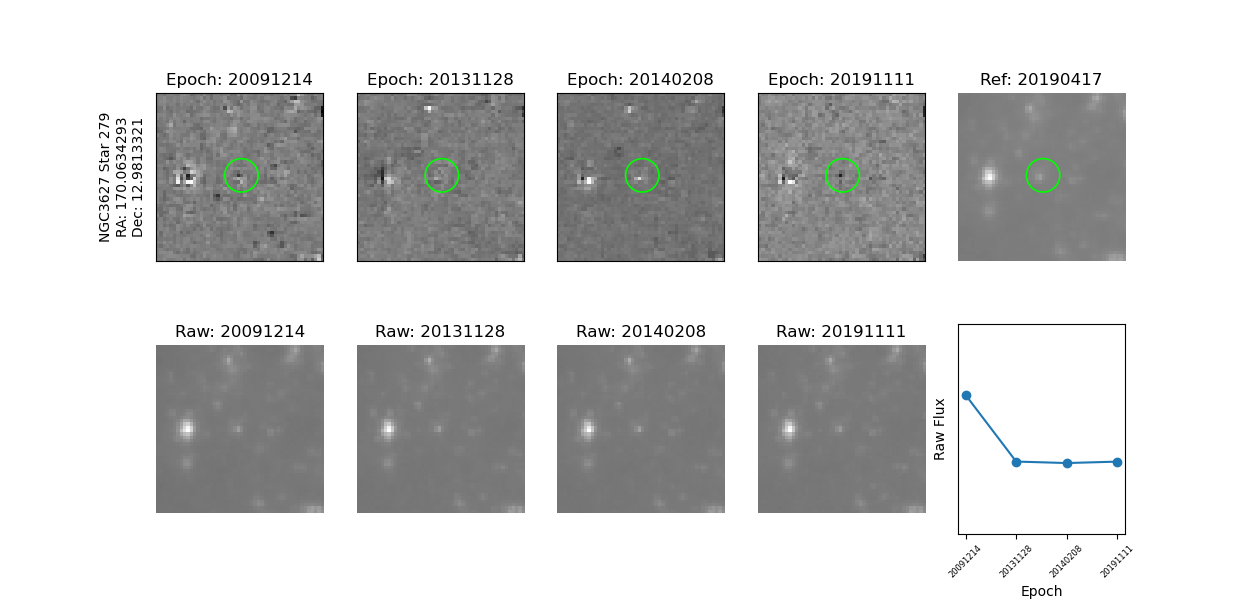 Epoch: 20091214
Epoch: 20131128
Epoch: 20140208
Epoch: 20191111
Ref: 20190417
NGC3627 Star 279
RA: 170.0634293
Dec: 12.9813321
Raw: 20091214
Raw: 20131128
Raw: 20140208
Raw: 20191111
Raw Flux
20091214
20131128
20140208
20191111
Epoch